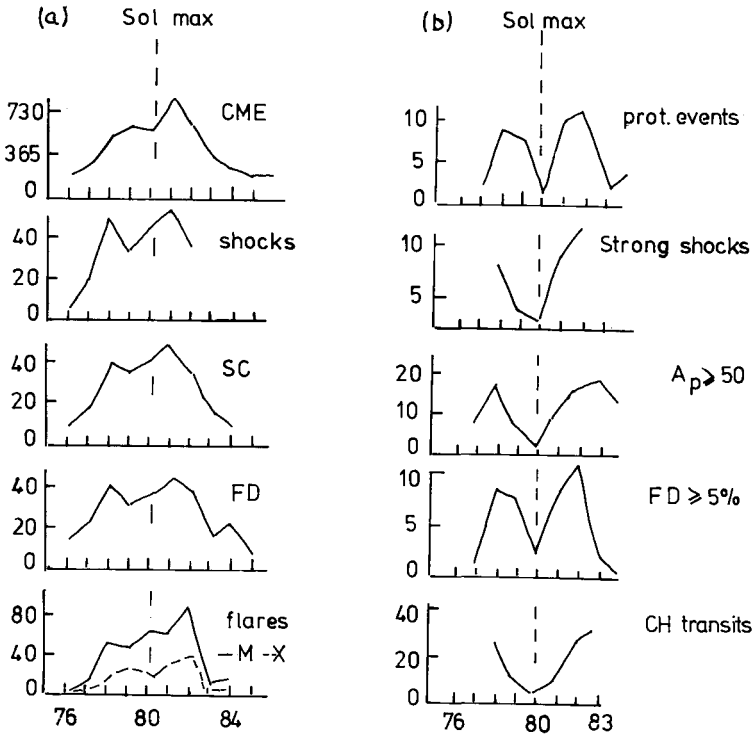 (a) Sol max
730
365
0
CME
40
20
0
shocks
40
20
0
SC
40
20
0
FD
80
40
0
flares
— M -X
76 80 84
(b) Sol max
10
5
0
prot. events
10
5
Strong shocks
20
10
0
Ap ⩾ 50
10
5
0
FD ⩾ 5%
40
20
0
CH transits
76 80 83